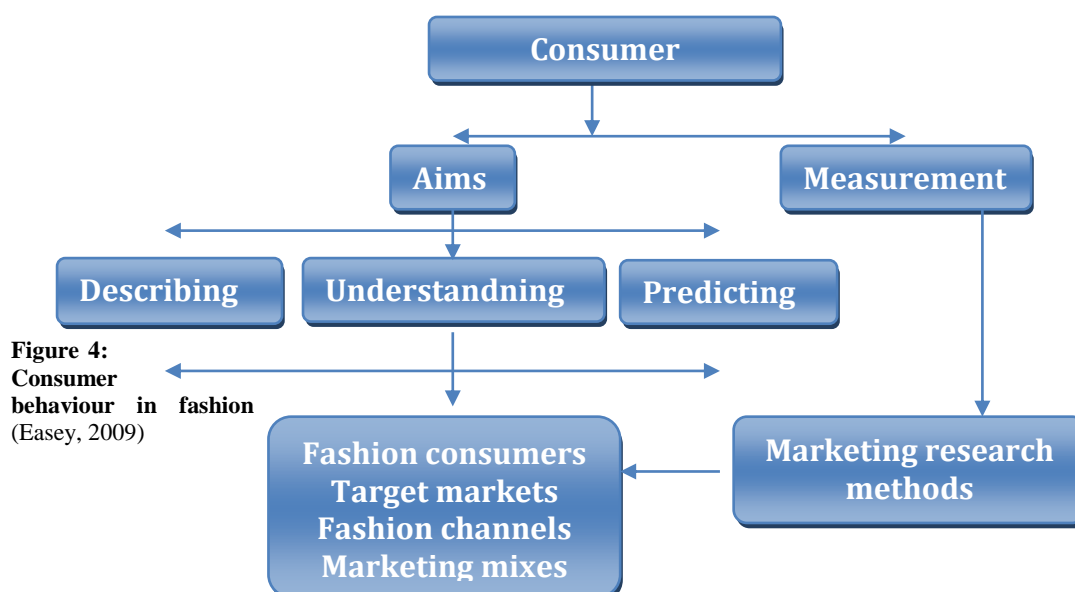 Consumer
Aims
Measurement
Describing
Understandning
Predicting
Figure 4:
Consumer
behaviour in fashion
(Easey, 2009)
Fashion consumers
Target markets
Fashion channels
Marketing mixes
Marketing research
methods